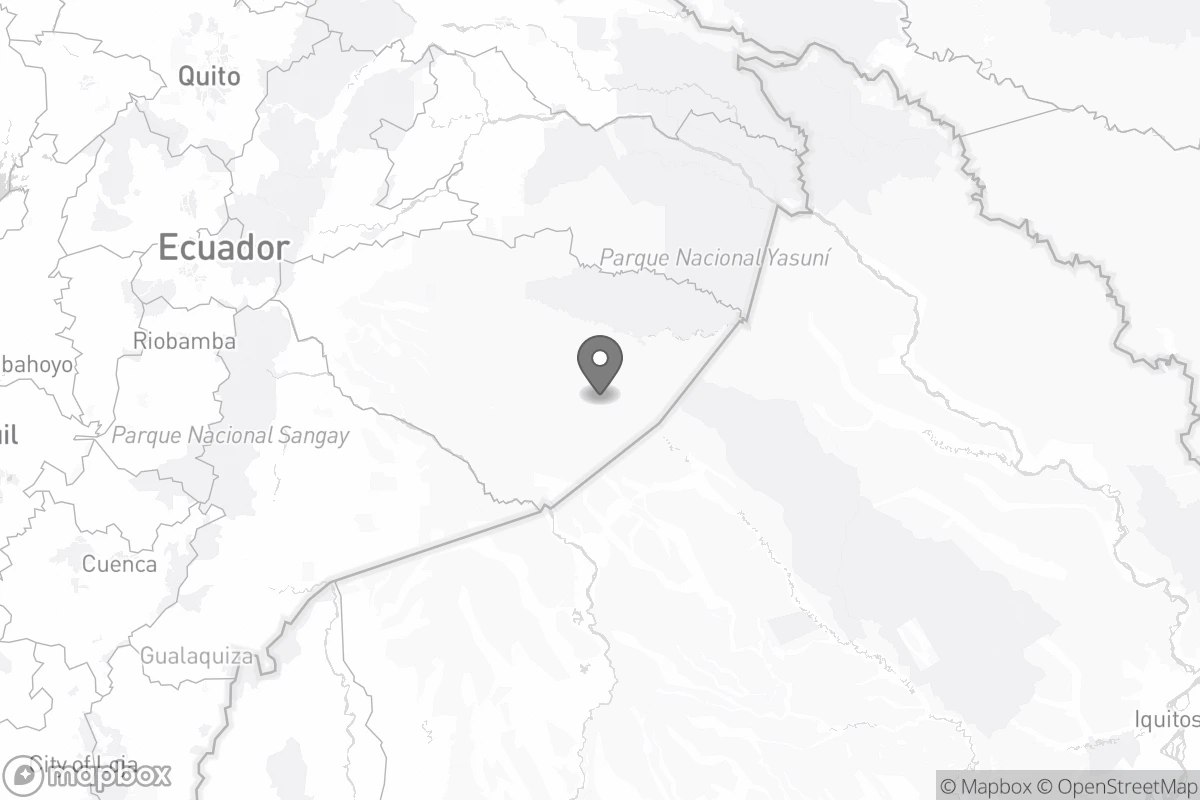 Quito
Ecuador
Parque Nacional Yasuní
Riobamba
bahoyo
Parque Nacional Sangay
il
Cuenca
Gualaquiza
Iquitos
City of Loja
mapbox
© Mapbox © OpenStreetMap